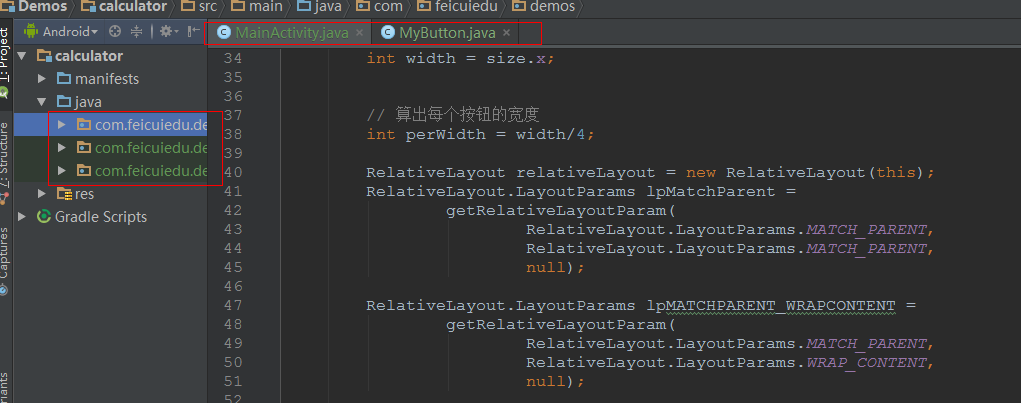 Demos calculator src main java com feicuiedu demos
1: Project
Android
MainActivity.java × MyButton.java ×
calculator
manifests
java
com.feicuiedu.de
com.feicuiedu.de
com.feicuiedu.de
res
Gradle Scripts
7: Structure
Captures
34 int width = size.x;
35
36
37 // 算出每个按钮的宽度
38 int perWidth = width/4;
39
40 RelativeLayout relativeLayout = new RelativeLayout(this);
41 RelativeLayout.LayoutParams lpMatchParent =
42 getRelativeLayoutParam(
43 RelativeLayout.LayoutParams.MATCH_PARENT,
44 RelativeLayout.LayoutParams.MATCH_PARENT,
45 null);
46
47 RelativeLayout.LayoutParams lpMATCHPARENT_WRAPCONTENT =
48 getRelativeLayoutParam(
49 RelativeLayout.LayoutParams.MATCH_PARENT,
50 RelativeLayout.LayoutParams.WRAP_CONTENT,
51 null);
52